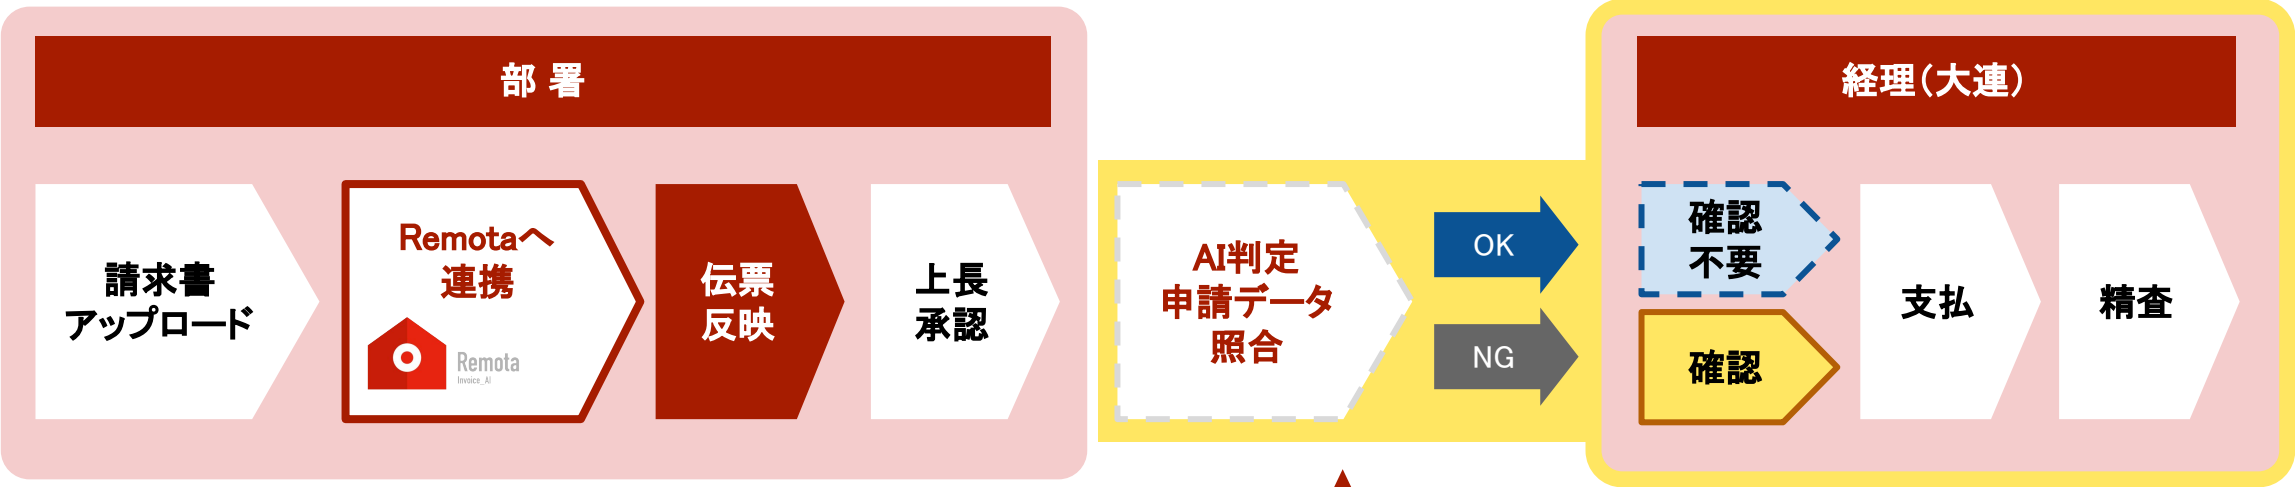 部 署
請求書
アップロード
Remotaへ
連携
Remota
Invoice_AI
伝票
反映
上長
承認
AI判定
申請データ
照合
OK
NG
経理(大連)
確認
不要
確認
支払
精査